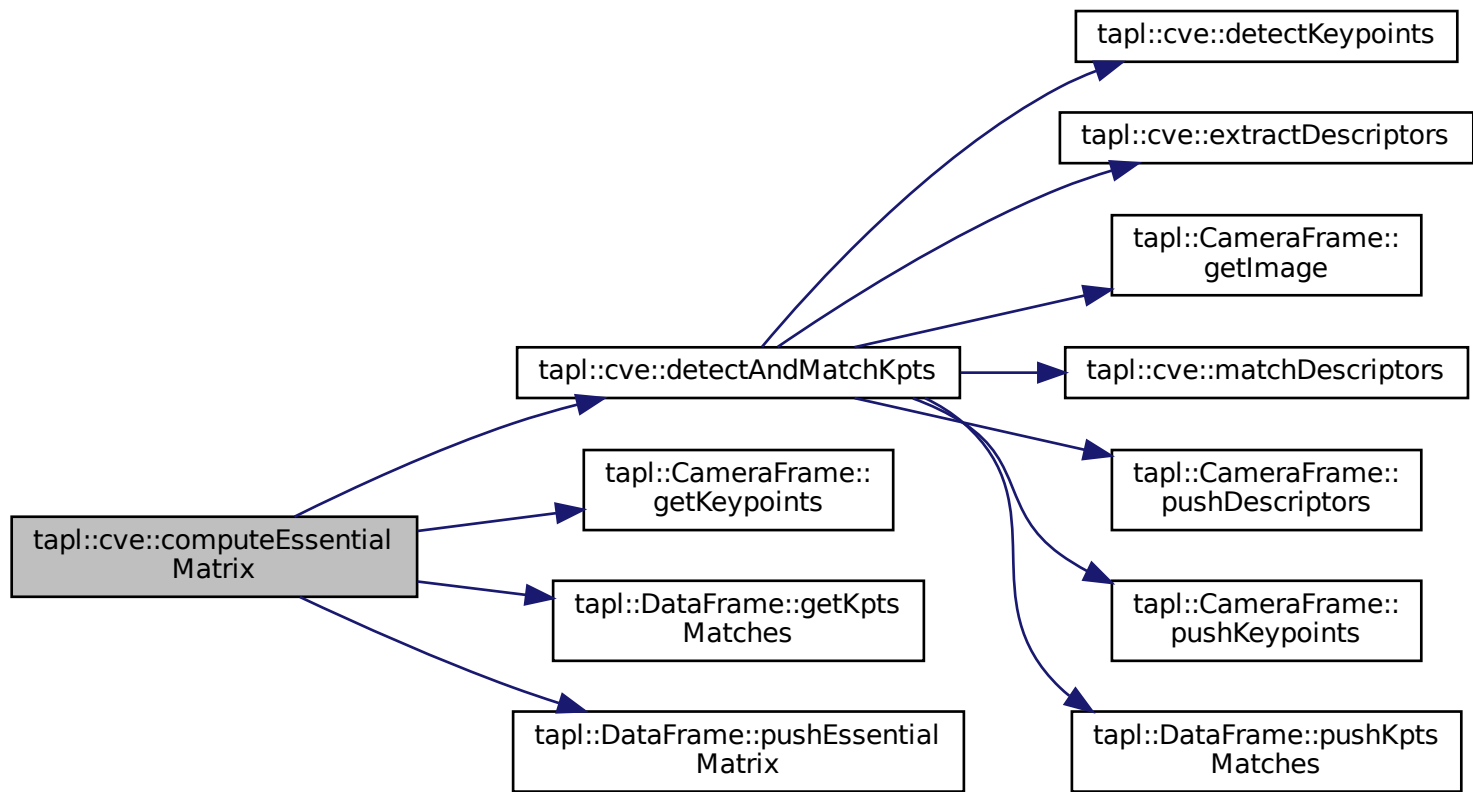 tapl::cve::computeEssential
Matrix
tapl::cve::detectAndMatchKpts
tapl::CameraFrame::
getKeypoints
tapl::DataFrame::getKpts
Matches
tapl::DataFrame::pushEssential
Matrix
tapl::cve::detectKeypoints
tapl::cve::extractDescriptors
tapl::CameraFrame::
getImage
tapl::cve::matchDescriptors
tapl::CameraFrame::
pushDescriptors
tapl::CameraFrame::
pushKeypoints
tapl::DataFrame::pushKpts
Matches